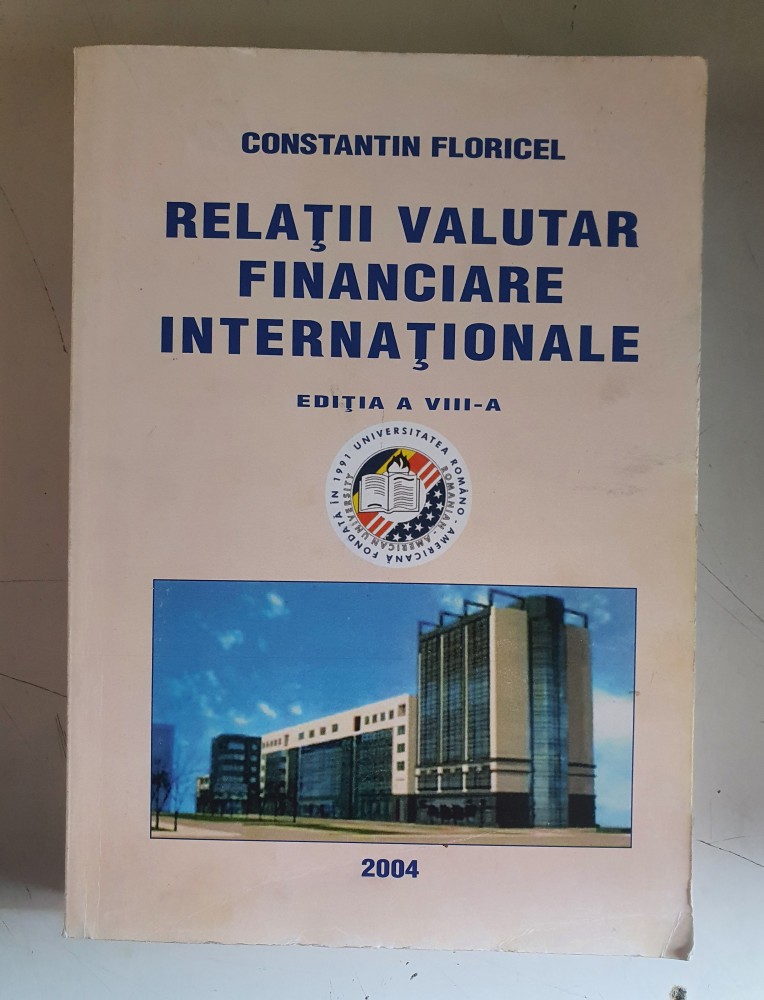 CONSTANTIN FLORICEL
RELAŢII VALUTAR
FINANCIARE
INTERNAŢIONALE
EDIŢIA A VIII-A
UNIVERSITATEA ROMÂNO-AMERICANĂ FONDATĂ ÎN 1991
ROMANIAN-AMERICAN UNIVERSITY
2004